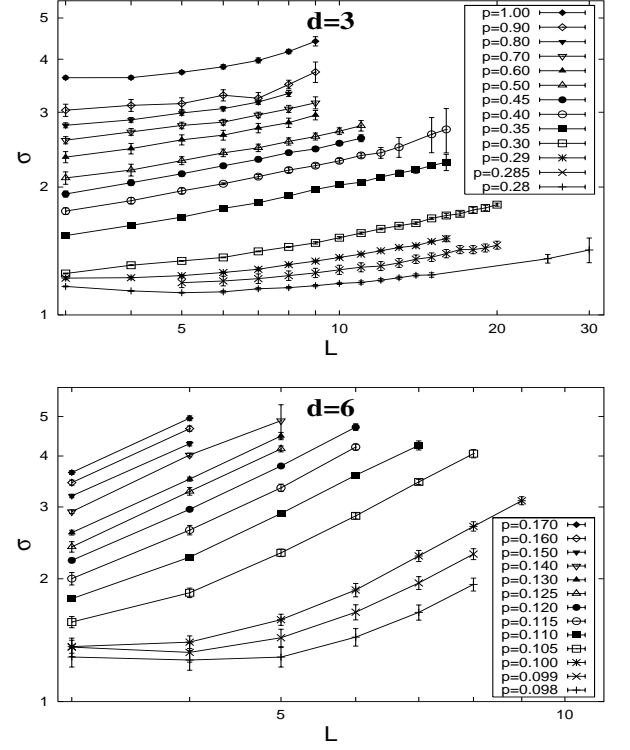 d=3
5
4
3
2
1
σ
5
10
20
30
L
p=1.00
p=0.90
p=0.80
p=0.70
p=0.60
p=0.50
p=0.45
p=0.40
p=0.35
p=0.30
p=0.29
p=0.285
p=0.28
d=6
5
4
3
2
1
σ
5
10
L
p=0.170
p=0.160
p=0.150
p=0.140
p=0.130
p=0.125
p=0.120
p=0.115
p=0.110
p=0.105
p=0.100
p=0.099
p=0.098